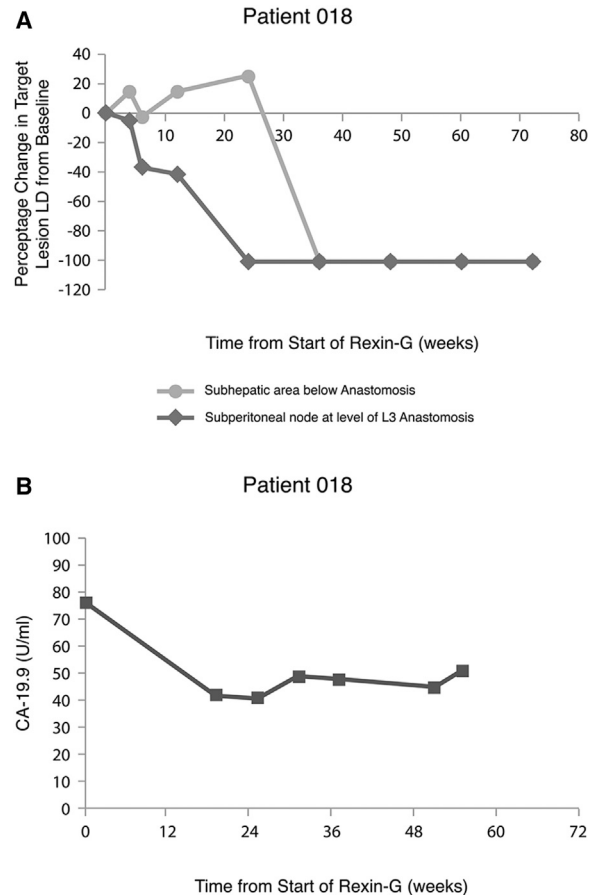 A
Patient 018
Perceptage Change in Target
Lesion LD from Baseline
40
20
0
-20
-40
-60
-80
-100
-120
10 20 30 40 50 60 70 80
Time from Start of Rexin-G (weeks)
Subhepatic area below Anastomosis
Subperitoneal node at level of L3 Anastomosis
B
Patient 018
CA-19.9 (U/ml)
100
90
80
70
60
50
40
30
20
10
0
0 12 24 36 48 60 72
Time from Start of Rexin-G (weeks)